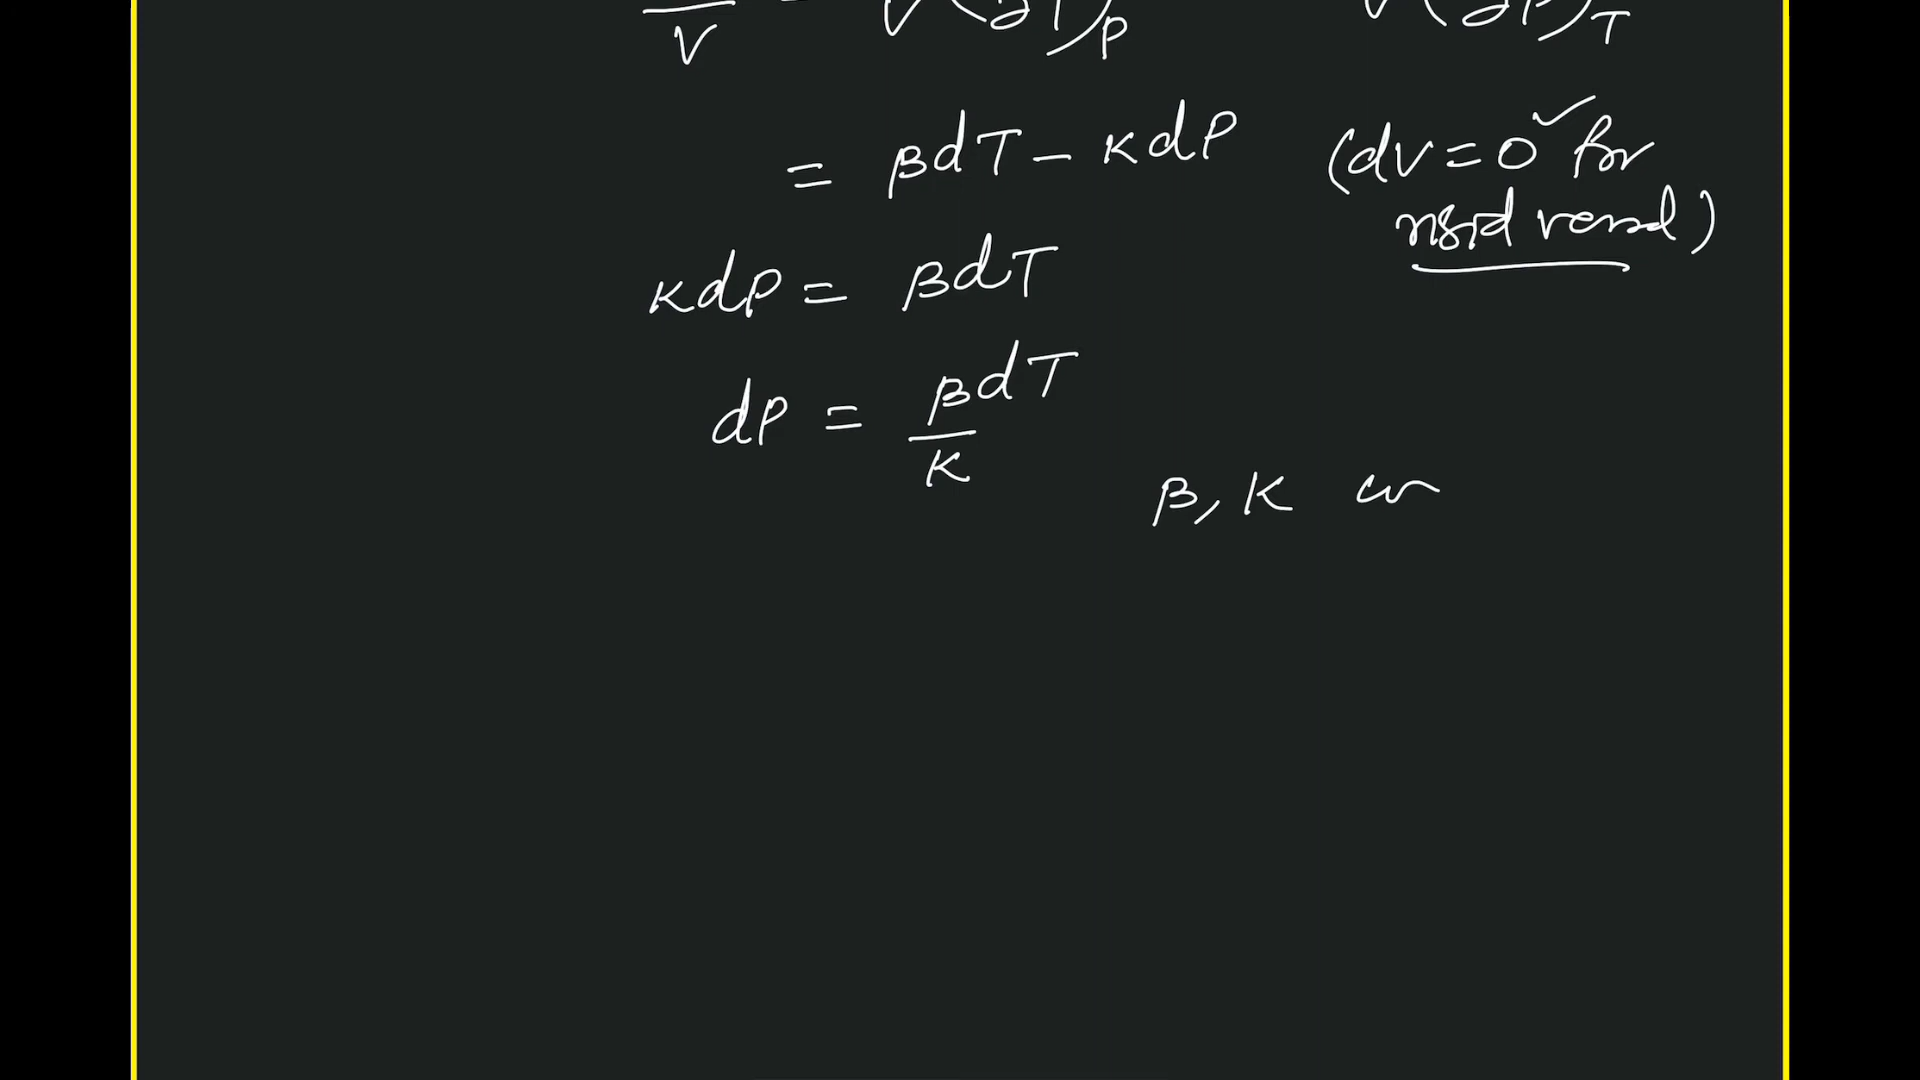 V V(∂T)P V(∂P)T
= βdT - κdP (dv=0 for
rigid vessel)
κdP = βdT
dP = βdT/κ
β, κ